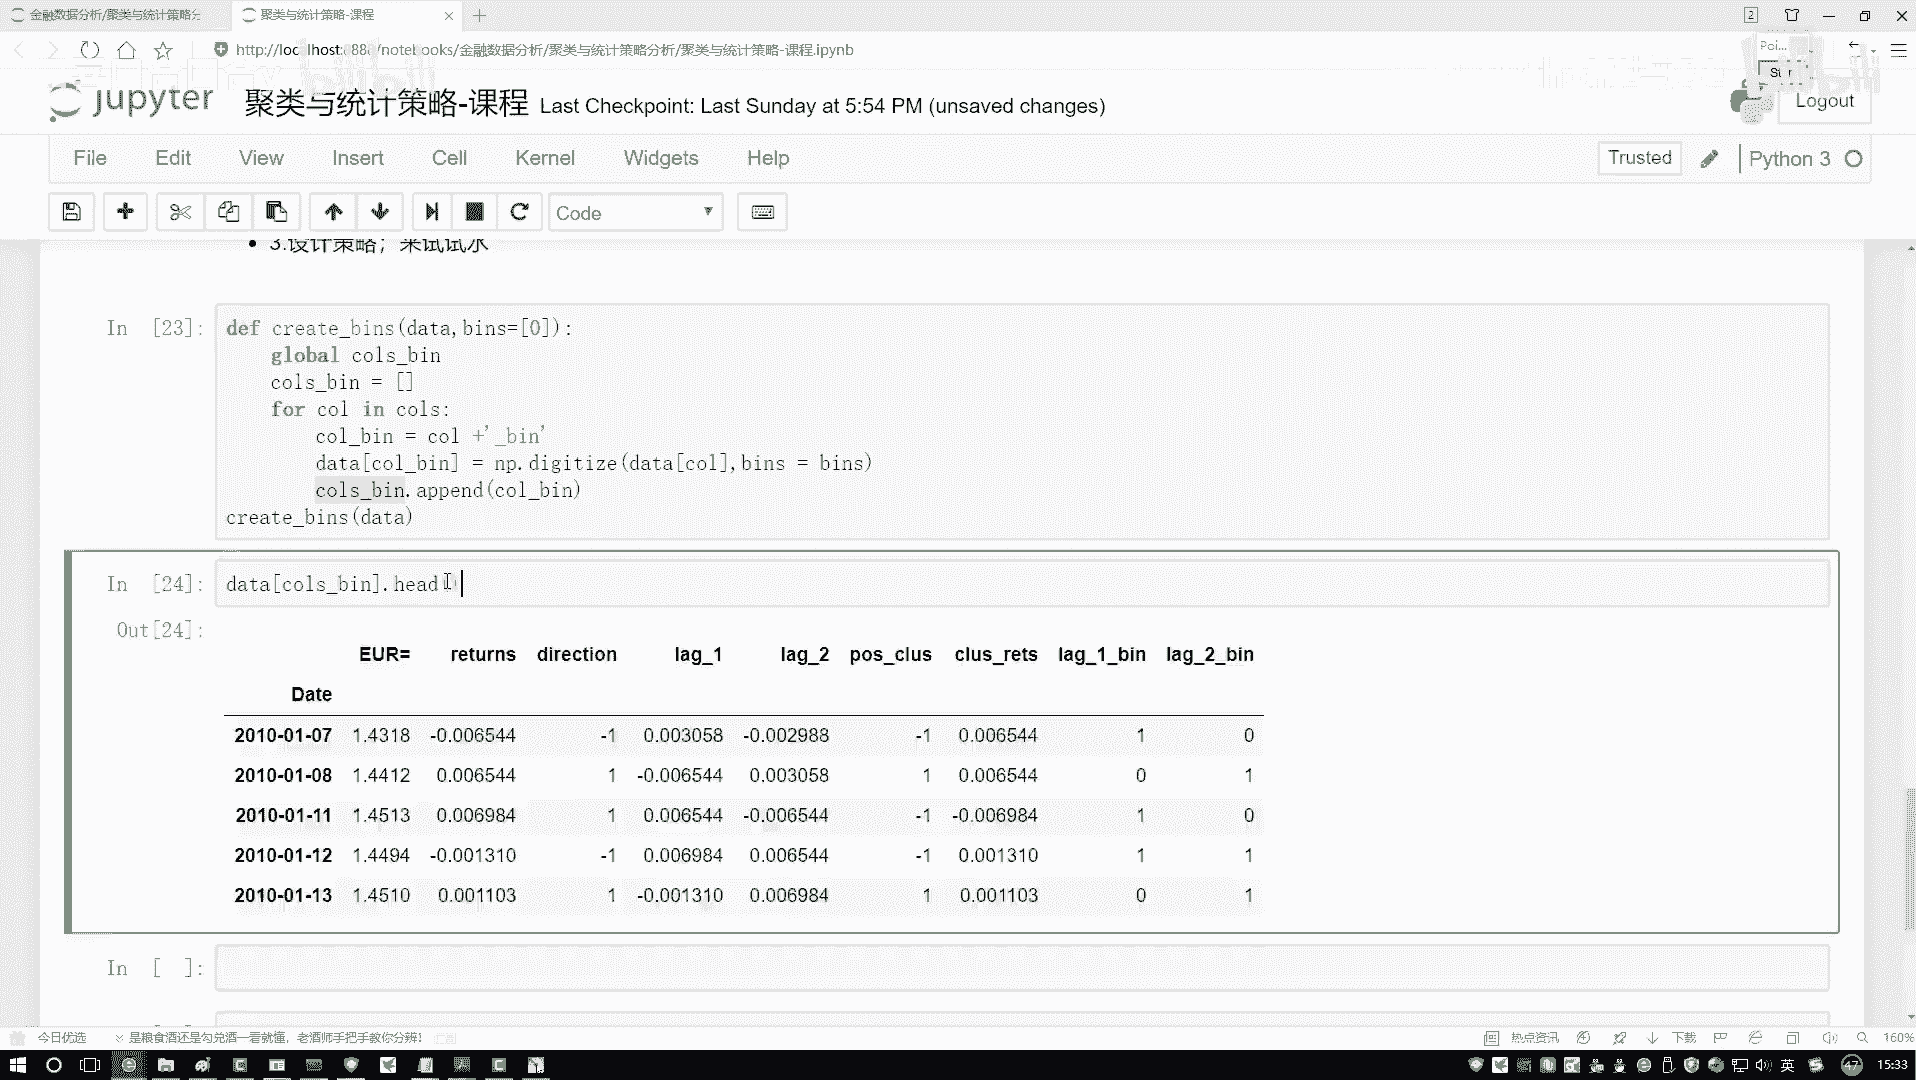 金融数据分析/聚类与统计策略分
聚类与统计策略-课程
2
http://localhost:888/notebooks/金融数据分析/聚类与统计策略分析/聚类与统计策略-课程.ipynb
Poi...
jupyter 聚类与统计策略-课程 Last Checkpoint: Last Sunday at 5:54 PM (unsaved changes)
Logout
File Edit View Insert Cell Kernel Widgets Help
Trusted Python 3
Code
3.设计策略；来试试水
In [23]:
def create_bins(data,bins=[0]):
global cols_bin
cols_bin = []
for col in cols:
col_bin = col +'_bin'
data[col_bin] = np.digitize(data[col],bins = bins)
cols_bin.append(col_bin)
create_bins(data)
In [24]: data[cols_bin].head()
Out[24]:
EUR= returns direction lag_1 lag_2 pos_clus clus_rets lag_1_bin lag_2_bin
Date
2010-01-07 1.4318 -0.006544 -1 0.003058 -0.002988 -1 0.006544 1 0
2010-01-08 1.4412 0.006544 1 -0.006544 0.003058 1 0.006544 0 1
2010-01-11 1.4513 0.006984 1 0.006544 -0.006544 -1 -0.006984 1 0
2010-01-12 1.4494 -0.001310 -1 0.006984 0.006544 -1 0.001310 1 1
2010-01-13 1.4510 0.001103 1 -0.001310 0.006984 1 0.001103 0 1
In [ ]:
今日优选 是粮食酒还是勾兑酒一看就懂，老酒师手把手教你分辨！
热点资讯 下载 160%
英 47 15:33